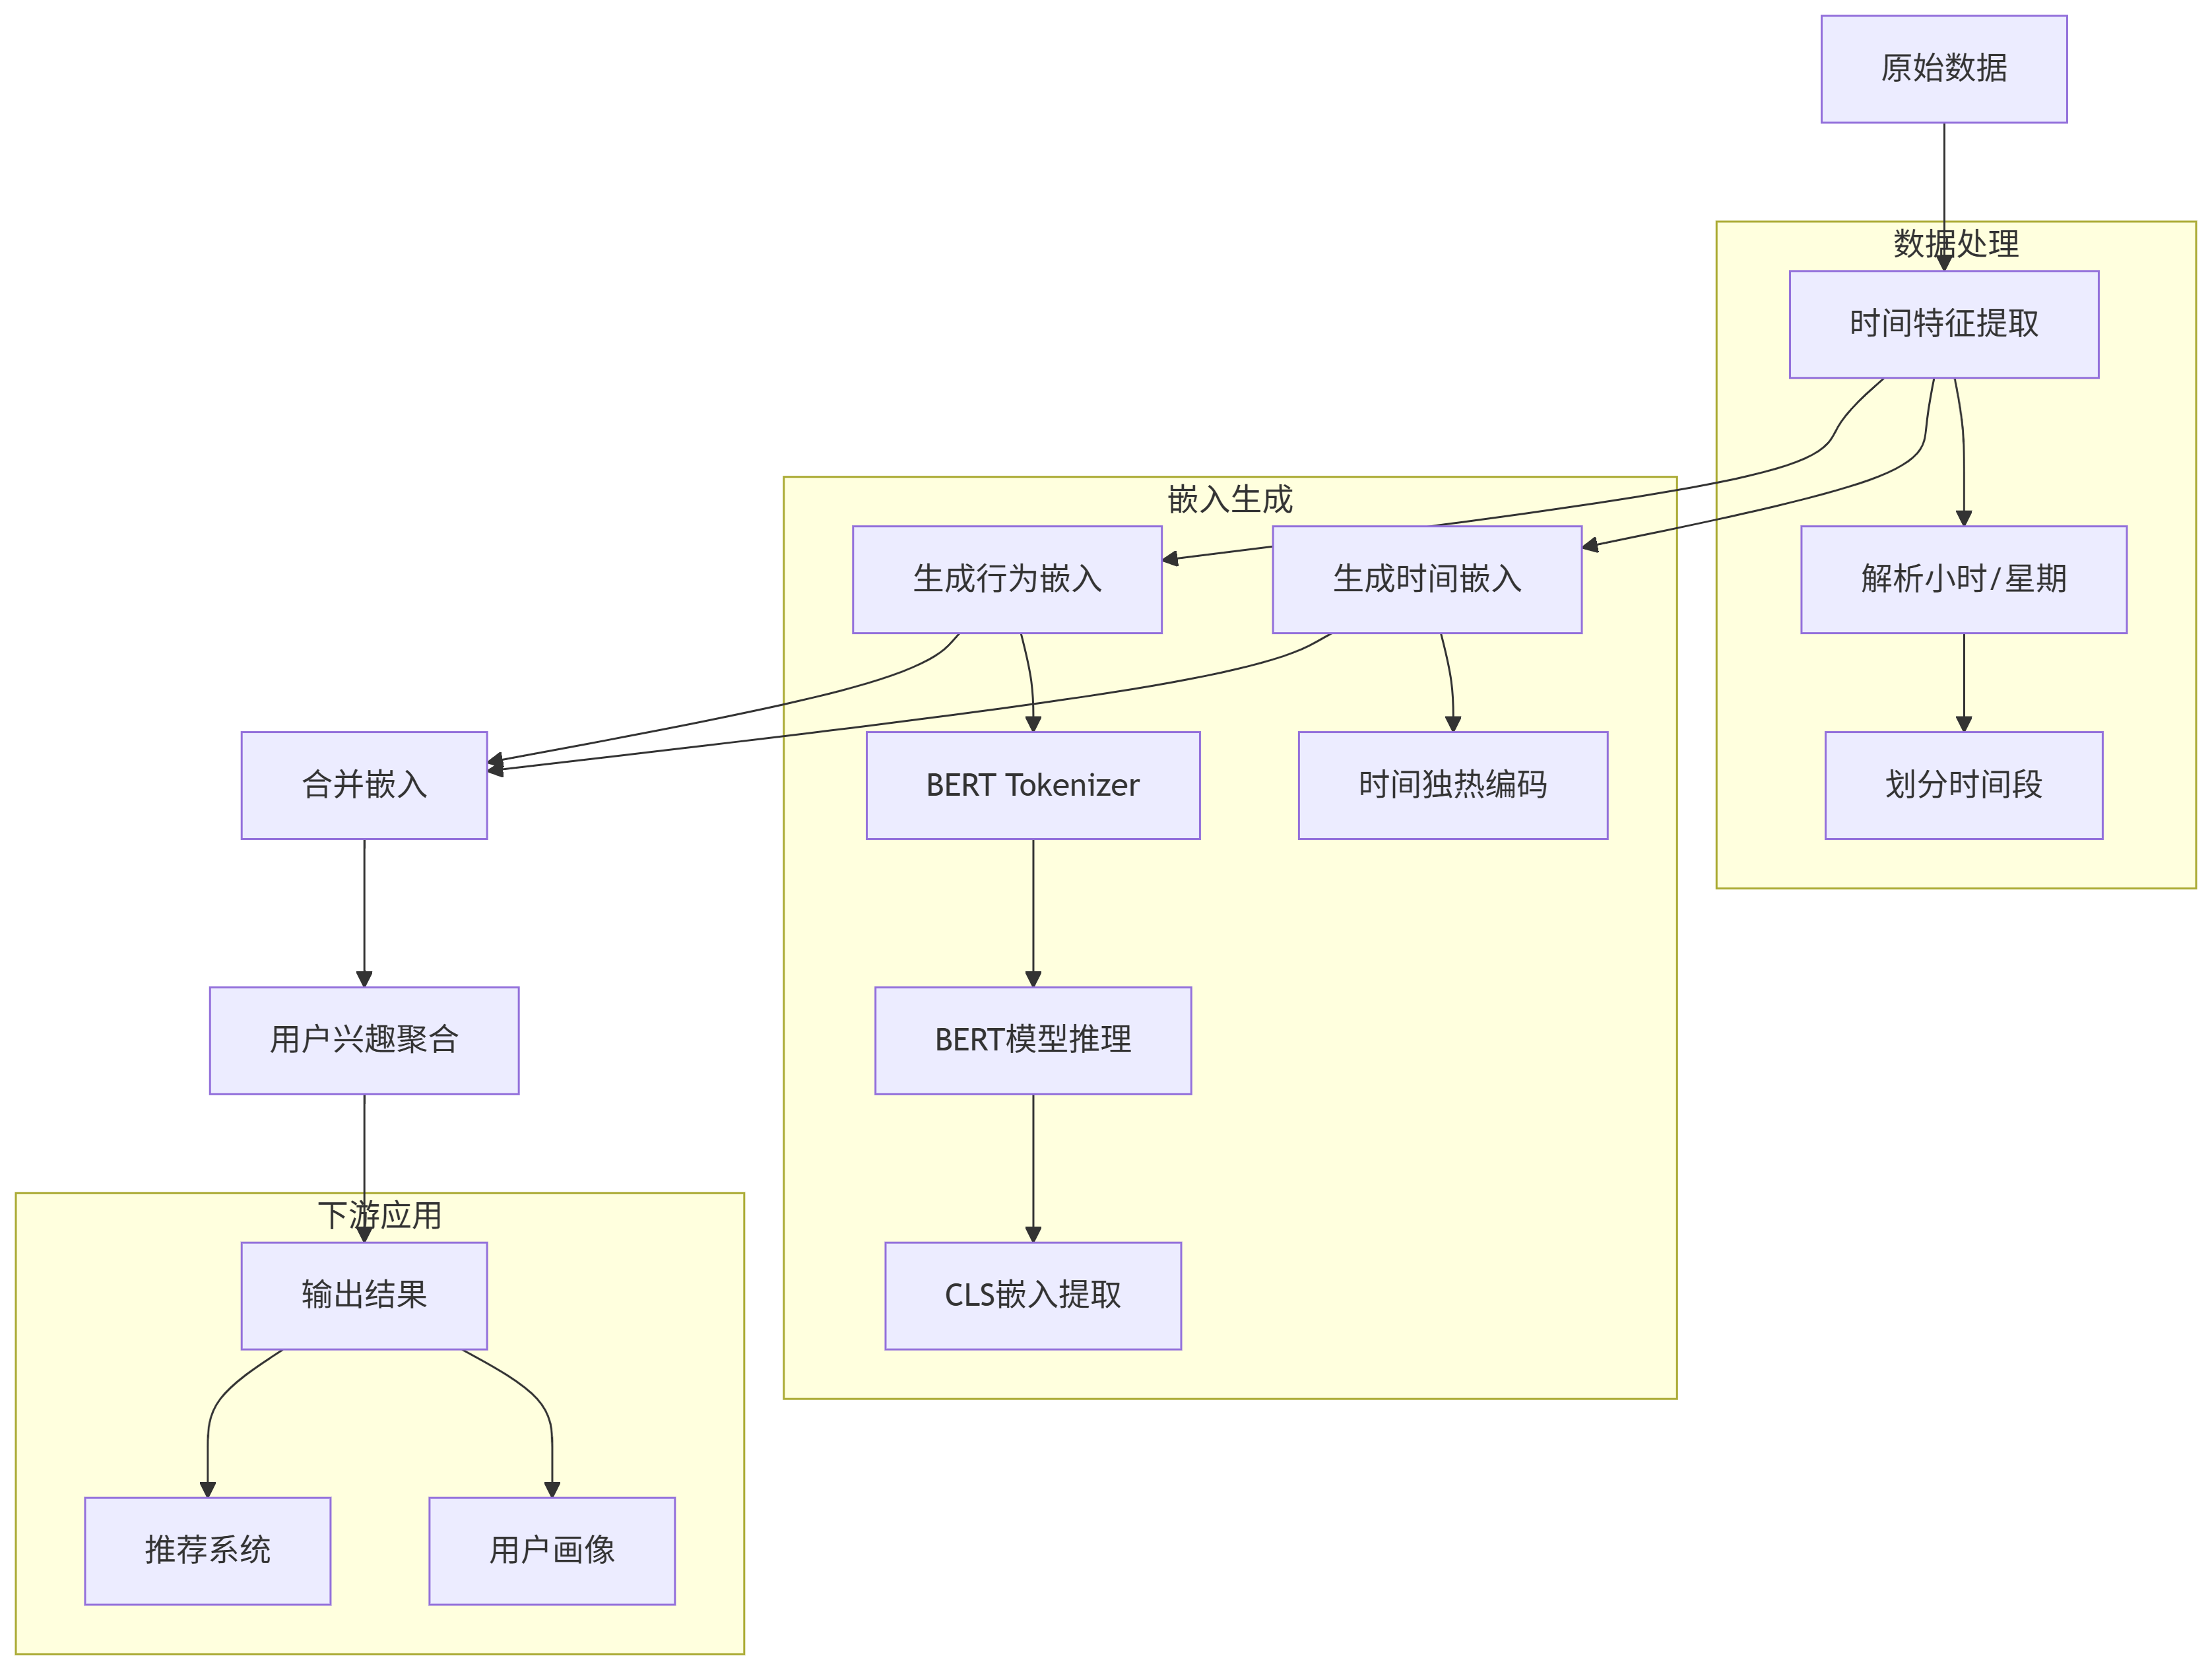 原始数据
数据处理
时间特征提取
嵌入生成
生成行为嵌入
生成时间嵌入
解析小时/星期
合并嵌入
BERT Tokenizer
时间独热编码
划分时间段
用户兴趣聚合
BERT模型推理
下游应用
输出结果
CLS嵌入提取
推荐系统
用户画像